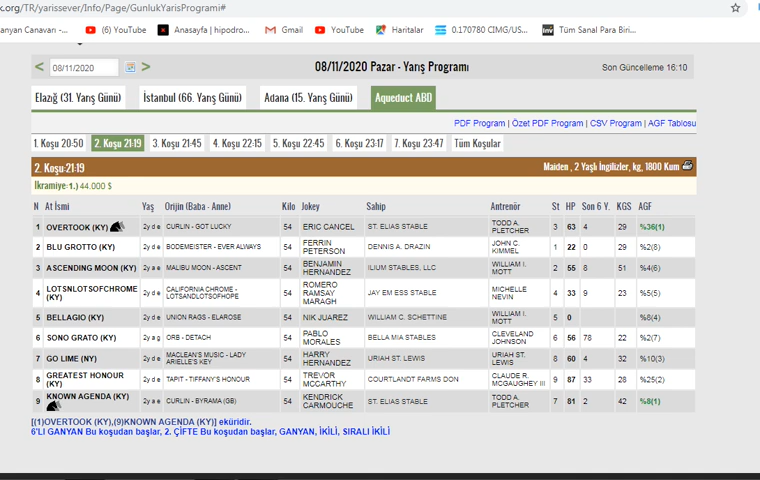 k.org/TR/yarissever/Info/Page/GunlukYarisProgrami#
anyan Canavarı -... (6) YouTube Anasayfa | hipodro... Gmail YouTube Haritalar 0.170780 CIMG/US... Tüm Sanal Para Biri...
< 08/11/2020 > 08/11/2020 Pazar - Yarış Programı Son Güncelleme 16:10
Elazığ (31. Yarış Günü) İstanbul (66. Yarış Günü) Adana (15. Yarış Günü) Aqueduct ABD
PDF Program | Özet PDF Program | CSV Program | AGF Tablosu
1. Koşu 20:50 2. Koşu 21:19 3. Koşu 21:45 4. Koşu 22:15 5. Koşu 22:45 6. Koşu 23:17 7. Koşu 23:47 Tüm Koşular
2. Koşu:21:19 Maiden , 2 Yaşlı İngilizler, kg, 1800 Kum
İkramiye: 1.) 44.000 $
N At İsmi Yaş Orijin (Baba - Anne) Kilo Jokey Sahip Antrenör St HP Son 6 Y. KGS AGF
1 OVERTOOK (KY) 2y d e CURLIN - GOT LUCKY 54 ERIC CANCEL ST. ELIAS STABLE TODD A. PLETCHER 3 63 4 29 %36(1)
2 BLU GROTTO (KY) 2y d e BODEMEISTER - EVER ALWAYS 54 FERRIN PETERSON DENNIS A. DRAZIN JOHN C. KIMMEL 1 22 0 29 %2(8)
3 ASCENDING MOON (KY) 2y a e MALIBU MOON - ASCENT 54 BENJAMIN HERNANDEZ ILIUM STABLES, LLC WILLIAM I. MOTT 2 55 8 51 %4(6)
4 LOTSNLOTSOFCHROME (KY) 2y d e CALIFORNIA CHROME - LOTSANDLOTSOFHOPE 54 ROMERO RAMSAY MARAGH JAY EM ESS STABLE MICHELLE NEVIN 4 33 9 23 %5(5)
5 BELLAGIO (KY) 2y d e UNION RAGS - ELAROSE 54 NIK JUAREZ WILLIAM C. SCHETTINE WILLIAM I. MOTT 5 0 %8(4)
6 SONO GRATO (KY) 2y a g ORB - DETACH 54 PABLO MORALES BELLA MIA STABLES CLEVELAND JOHNSON 6 56 78 22 %2(7)
7 GO LIME (NY) 2y d e MACLEAN'S MUSIC - LADY ARIELLE'S KEY 54 HARRY HERNANDEZ URIAH ST. LEWIS URIAH ST. LEWIS 8 60 4 32 %10(3)
8 GREATEST HONOUR (KY) 2y d e TAPIT - TIFFANY'S HONOUR 54 TREVOR MCCARTHY COURTLANDT FARMS DON CLAUDE R. MCGAUGHEY III 9 87 33 28 %25(2)
9 KNOWN AGENDA (KY) 2y a e CURLIN - BYRAMA (GB) 54 KENDRICK CARMOUCHE ST. ELIAS STABLE TODD A. PLETCHER 7 81 2 42 %8(1)
[(1)OVERTOOK (KY),(9)KNOWN AGENDA (KY)] eküridir.
6'LI GANYAN Bu koşudan başlar, 2. ÇİFTE Bu koşudan başlar, GANYAN, İKİLİ, SIRALI İKİLİ